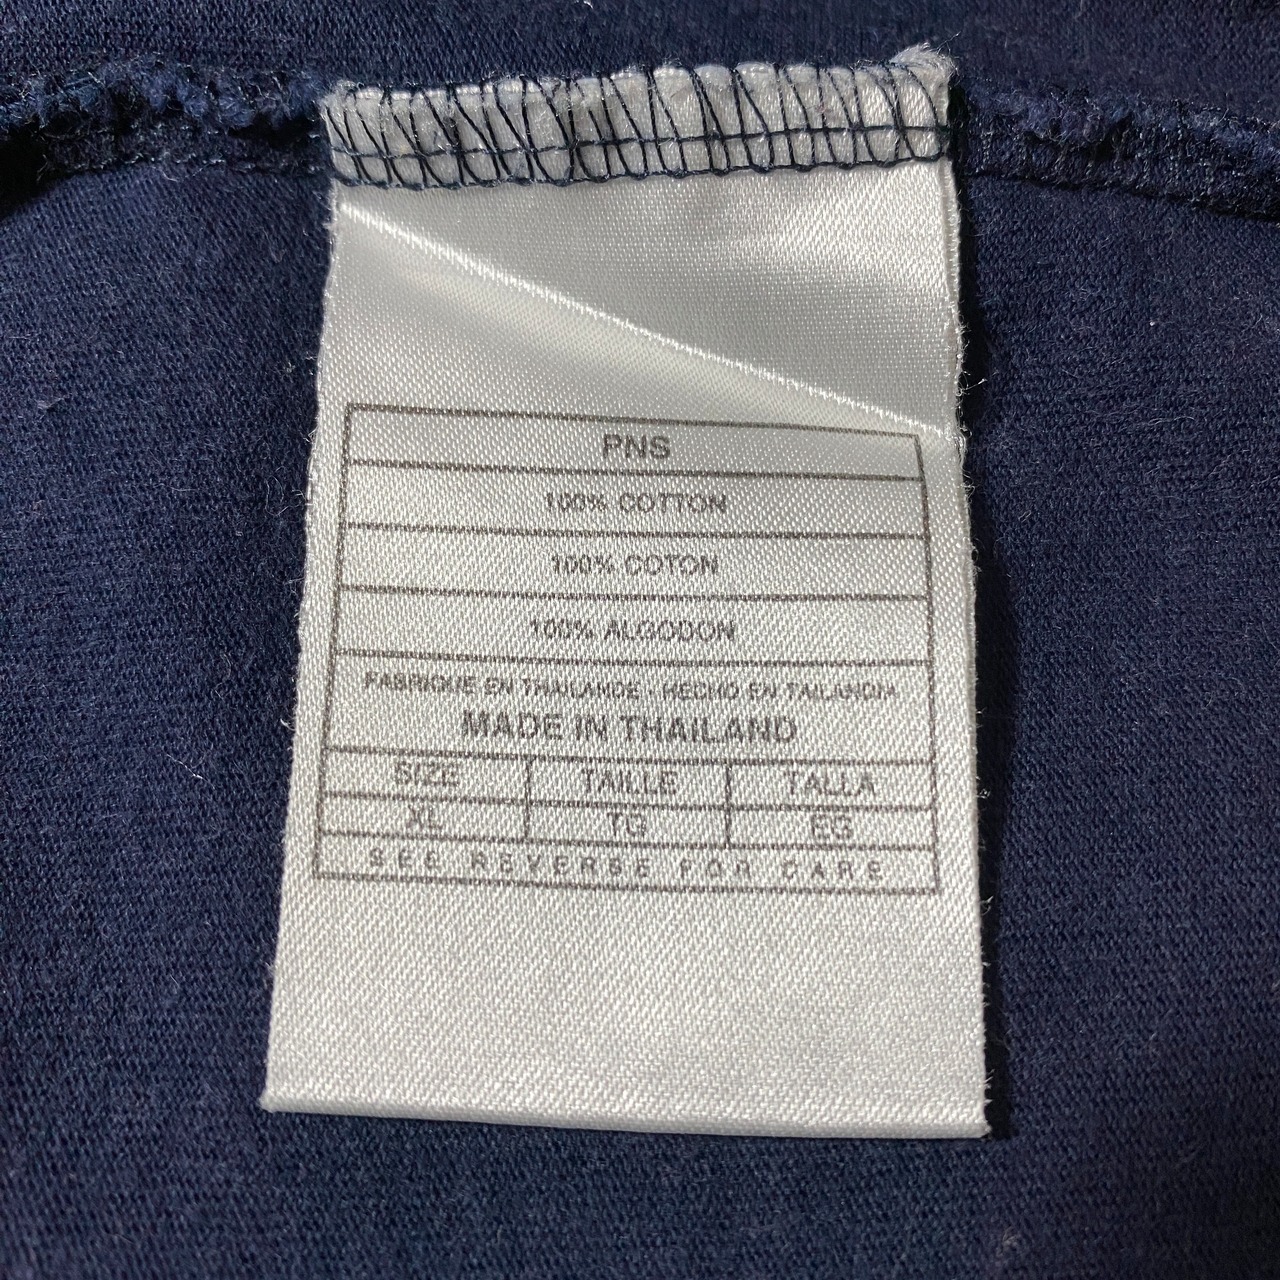 PNS
100% COTTON
100% COTON
100% ALGODON
FABRIQUE EN THAILANDE - HECHO EN TAILANDIA
MADE IN THAILAND
SIZE TAILLE TALLA
XL TG EG
SEE REVERSE FOR CARE